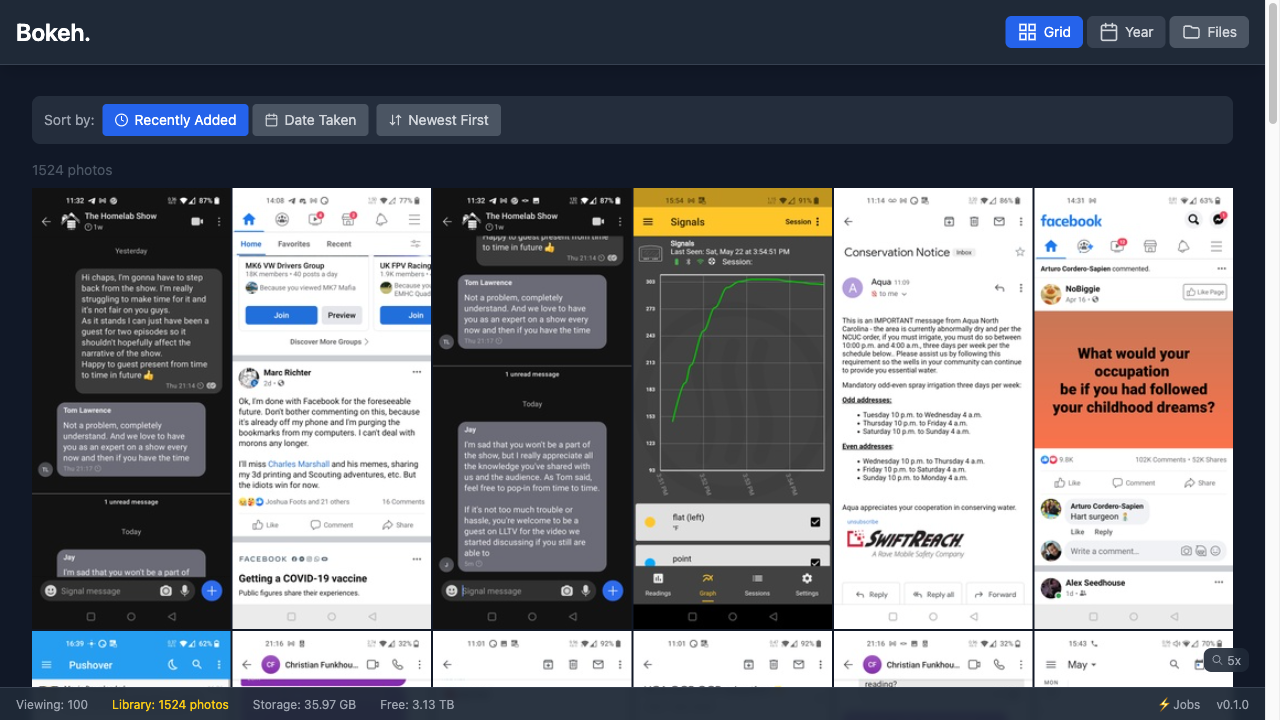 Bokeh.
Grid
Year
Files
Sort by:
Recently Added
Date Taken
Newest First
1524 photos
11:32
87%
The Homelab Show
1w
Yesterday
Hi chaps, I'm gonna have to step
back from the show. I'm really
struggling to make time for it and
it's not fair on you guys.
As it stands I can just have been a
guest for two episodes so it
shouldn't hopefully affect the
narrative of the show.
Happy to guest present from time
to time in future 👍
Thu 21:14
TL
Tom Lawrence
Not a problem, completely
understand. And we love to have
you as an expert on a show every
now and then if you have the time
Thu 21:17
1 unread message
Today
Jay
I'm sad that you won't be a part of
Signal message
14:08
77%
Home
Favorites
Recent
MK6 VW Drivers Group
18K members • 40 posts a day
Because you viewed MK7 Mafia
Join
Preview
UK FPV Racing
1.9K members •
Because you
EMHC Quad
Join
Discover More Groups
Marc Richter
2d
Ok, I'm done with Facebook for the foreseeable
future. Don't bother commenting on this, because
it's already off my phone and I'm purging the
bookmarks from my computers. I can't deal with
morons any longer.
I'll miss Charles Marshall and his memes, sharing
my 3d printing and Scouting adventures, etc. But
the idots win for now.
Joshua Foots and 21 others
16 Comments
Like
Comment
Share
FACEBOOK
Getting a COVID-19 vaccine
Public figures share their experiences.
11:32
87%
The Homelab Show
1w
Happy to guest present from time
to time in future 👍
Thu 21:14
Tom Lawrence
Not a problem, completely
understand. And we love to have
you as an expert on a show every
now and then if you have the time
Thu 21:17
TL
1 unread message
Today
Jay
I'm sad that you won't be a part of
the show, but I really appreciate all
the knowledge you've shared with
us and the audience. As Tom said,
feel free to pop-in from time to time.
If it's not too much trouble or
hassle, you're welcome to be a
guest on LLTV for the video we
started discussing if you still are
able to
5m
J
Signal message
15:54
91%
Signals
Session
Signals
Last Seen: Sat, May 22 at 3:54:51 PM
Session:
300
270
240
213
183
153
123
93
flat (left)
°F
point
Readings
Graph
Sessions
Settings
11:14
86%
Conservation Notice
Inbox
A
Aqua 11:09
to me
This is an IMPORTANT message from Aqua North
Carolina - the area is currently abnormally dry and per the
NCUC order, if you must irrigate, you must do so between
10:00 p.m. and 4:00 a.m., three days per week per the
schedule below.. Please assist us by following this
requirement so the wells in your community can continue
to provide you essential water.
Mandatory odd-even spray irrigation three days per week:
Odd addresses:
• Tuesday 10 p.m. to Wednesday 4 a.m.
• Thursday 10 p.m. to Friday 4 a.m.
• Saturday 10 p.m. to Sunday 4 a.m.
Even addresses:
• Wednesday 10 p.m. to Thursday 4 a.m.
• Friday 10 p.m. to Saturday 4 a.m.
• Sunday 10 p.m. to Monday 4 a.m.
Aqua appreciates your cooperation in conserving water.
unsubscribe
SWIFTREACH
A Rave Mobile Safety Company
Reply
Reply all
Forward
14:31
63%
facebook
Arturo Cordero-Sapien commented.
NoBiggie
Apr 16
Like Page
What would your
occupation
be if you had followed
your childhood dreams?
9.8K
102K Comments • 52K Shares
Like
Comment
Share
Arturo Cordero-Sapien
Hart surgeon
Like
Reply
Write a comment...
Alex Seedhouse
1d
16:39
62%
Pushover
21:16
32%
CF
Christian Funkhou...
11:01
92%
11:01
92%
21:16
32%
CF
Christian Funkhou...
reading?
15:43
70%
May
MON
5x
Viewing: 100
Library: 1524 photos
Storage: 35.97 GB
Free: 3.13 TB
⚡Jobs
v0.1.0